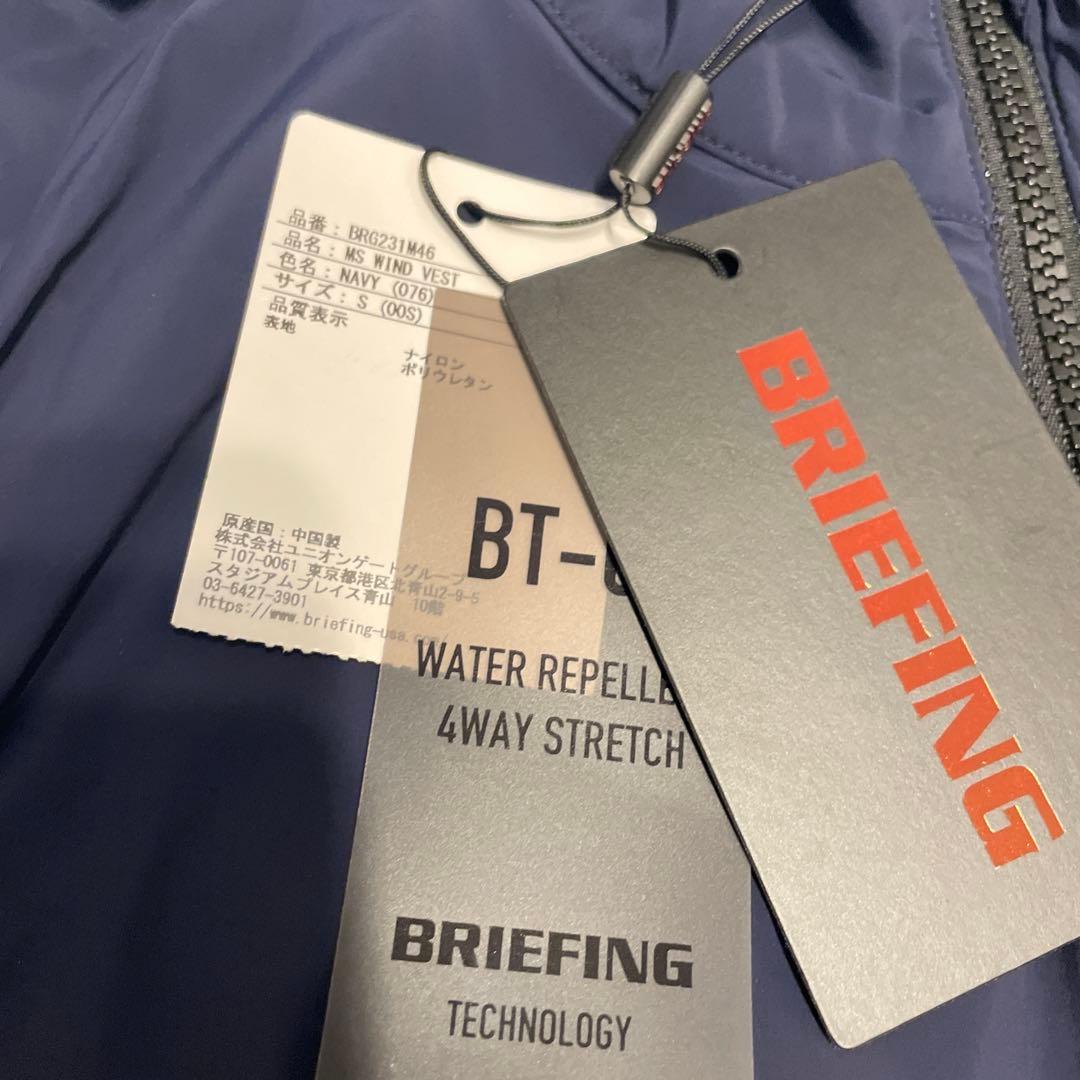 品番：BRG231M46
品名：MS WIND VEST
色名：NAVY (076)
サイズ：S (00S)
品質表示
表地
ナイロン
ポリウレタン
原産国：中国製
株式会社ユニオンゲートグループ
〒107-0061 東京都港区北青山2-9-5
スタジアムプレイス青山 10階
03-6427-3901
https://www.briefing-usa.com/
BT-
WATER REPELLE
4WAY STRETCH
BRIEFING
TECHNOLOGY
BRIEFING